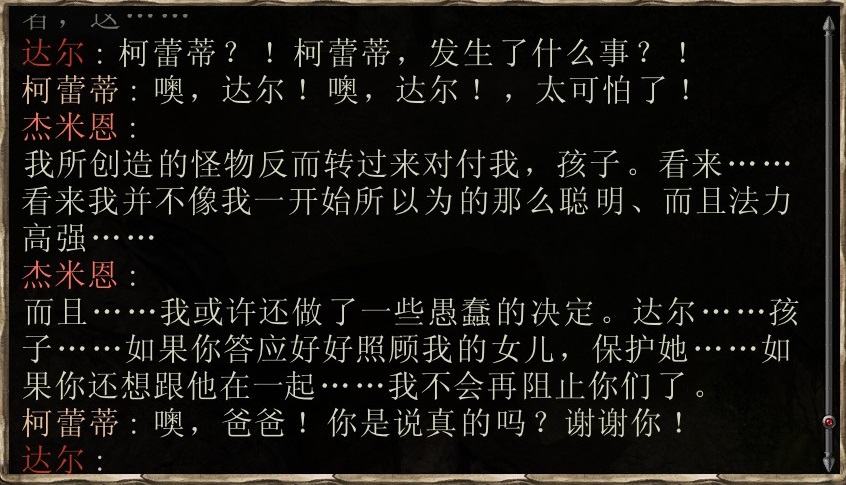 达尔：柯蕾蒂？！柯蕾蒂，发生了什么事？！
柯蕾蒂：噢，达尔！噢，达尔！，太可怕了！
杰米恩：
我所创造的怪物反而转过来对付我，孩子。看来……
看来我并不像我一开始所以为的那么聪明、而且法力
高强……
杰米恩：
而且……我或许还做了一些愚蠢的决定。达尔……孩
子……如果你答应好好照顾我的女儿，保护她……如
果你还想跟他在一起……我不会再阻止你们了。
柯蕾蒂：噢，爸爸！你是说真的吗？谢谢你！
达尔：